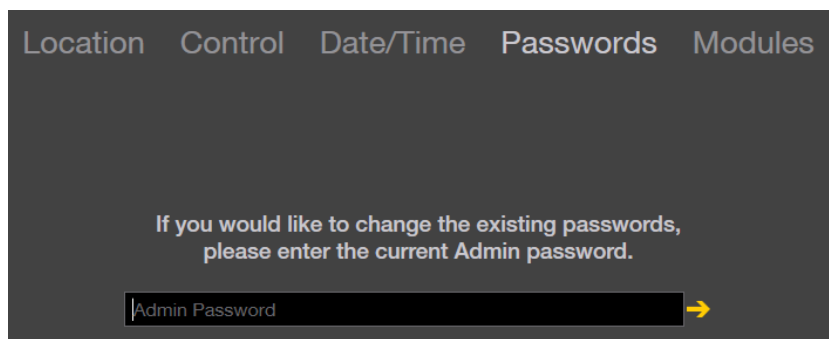 Location Control Date/Time Passwords Modules
If you would like to change the existing passwords,
please enter the current Admin password.
Admin Password